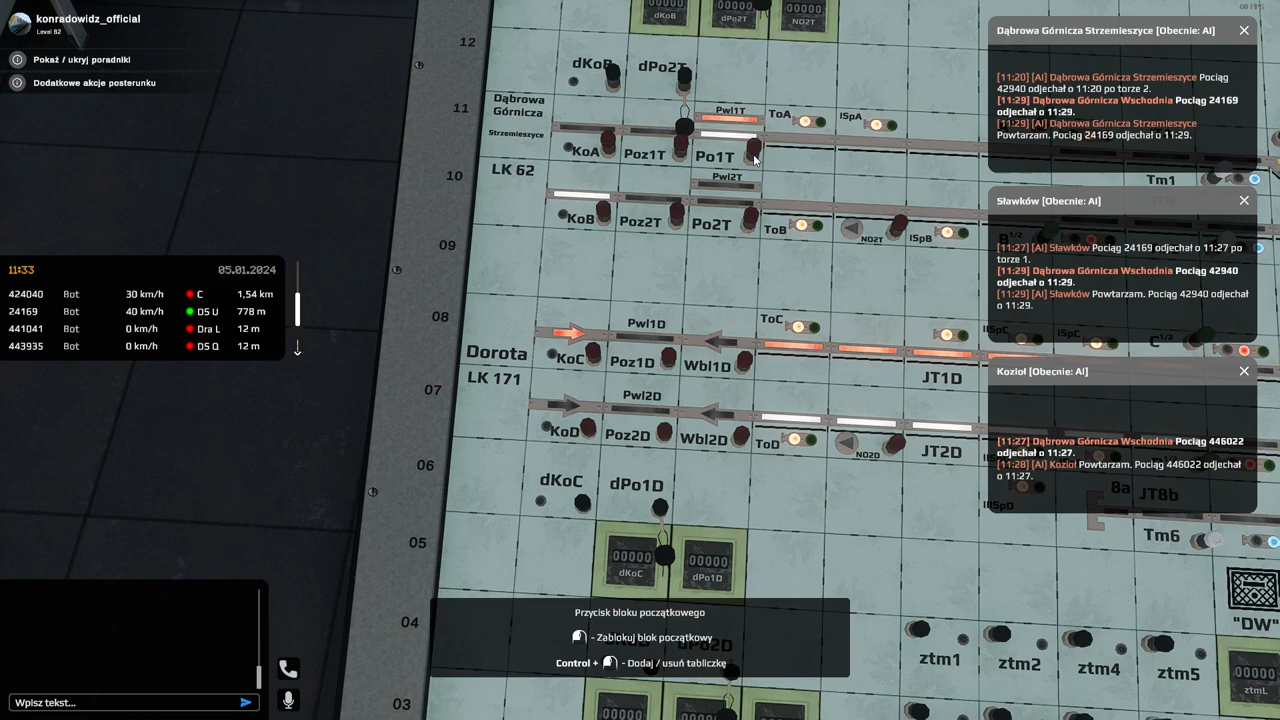 konradowidz_official
Level B2
Pokaż / ukryj poradniki
Dodatkowe akcje posterunku
11:33 05.01.2024
424040 Bot 30 km/h C 1,54 km
24169 Bot 40 km/h DS U 778 m
441041 Bot 0 km/h Dra L 12 m
443935 Bot 0 km/h DS Q 12 m
Wpisz tekst...
60 FPS
Dąbrowa Górnicza Strzemieszyce [Obecnie: AI]
[11:20] [AI] Dąbrowa Górnicza Strzemieszyce Pociąg
42940 odjechał o 11:20 po torze 2.
[11:29] Dąbrowa Górnicza Wschodnia Pociąg 24169
odjechał o 11:29.
[11:29] [AI] Dąbrowa Górnicza Strzemieszyce
Powtarzam. Pociąg 24169 odjechał o 11:29.
Sławków [Obecnie: AI]
[11:27] [AI] Sławków Pociąg 24169 odjechał o 11:27 po
torze 1.
[11:29] Dąbrowa Górnicza Wschodnia Pociąg 42940
odjechał o 11:29.
[11:29] [AI] Sławków Powtarzam. Pociąg 42940 odjechał
o 11:29.
Kozioł [Obecnie: AI]
[11:27] Dąbrowa Górnicza Wschodnia Pociąg 446022
odjechał o 11:27.
[11:28] [AI] Kozioł Powtarzam. Pociąg 446022 odjechał
o 11:27.
dKoB dPo2T NO2T
12
dKoB dPo2T
11
Dąbrowa
Górnicza
Strzemieszyce
Pwl1T ToA ISpA
KoA Poz1T Po1T
LK 62
10
Pwl2T
Tm1
KoB Poz2T Po2T ToB NO2T ISpB
09
08
Pwl1D ToC ISpC
Dorota
KoC Poz1D Wbl1D JT1D
LK 171
07
Pwl2D
KoD Poz2D Wbl2D ToD NO2D JT2D
06
dKoC dPo1D
8a JT8b
Tm6
05
00000 00000
dKoC dPo1D
04
Przycisk bloku początkowego
- Zablokuj blok początkowy
Control + - Dodaj / usuń tabliczkę
dPo2D
ztm1 ztm2 ztm4 ztm5
"DW"
00000
ztmL
03